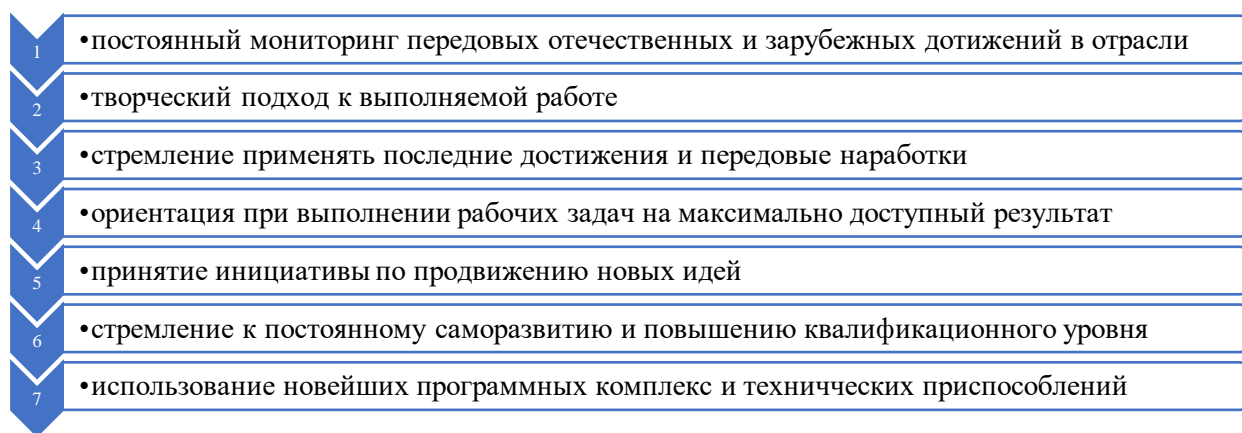 1 •постоянный мониторинг передовых отечественных и зарубежных дотижений в отрасли
2 •творческий подход к выполняемой работе
3 •стремление применять последние достижения и передовые наработки
4 •ориентация при выполнении рабочих задач на максимально доступный результат
5 •принятие инициативы по продвижению новых идей
6 •стремление к постоянному саморазвитию и повышению квалификационного уровня
7 •использование новейших программных комплекс и техниччеcких приспособлений